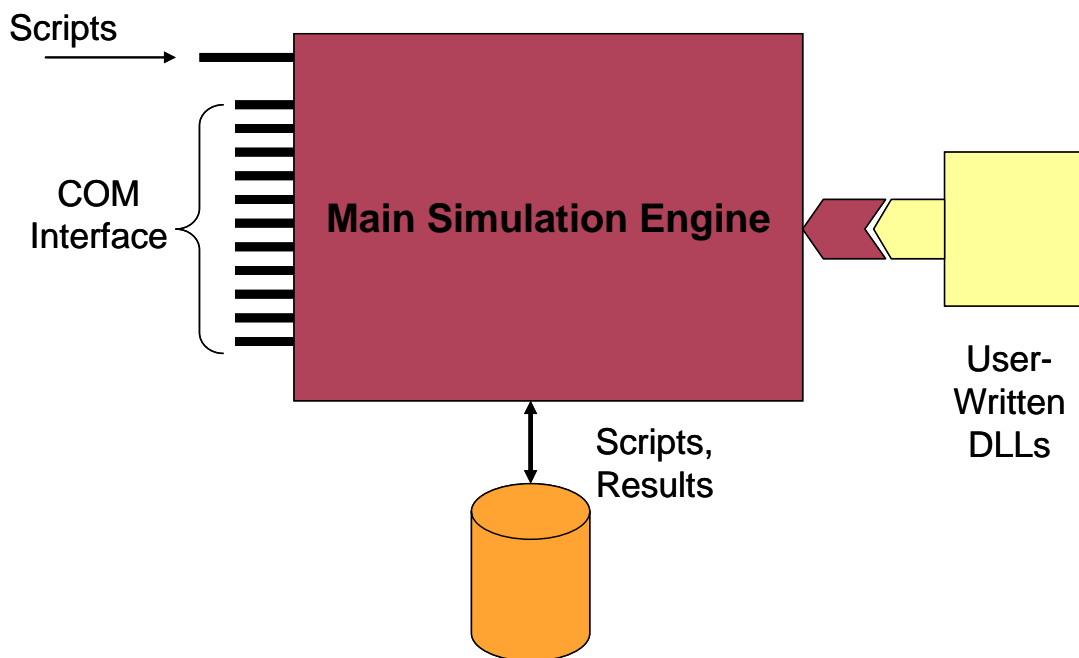 Scripts
COM
Interface
Main Simulation Engine
User-
Written
DLLs
Scripts,
Results